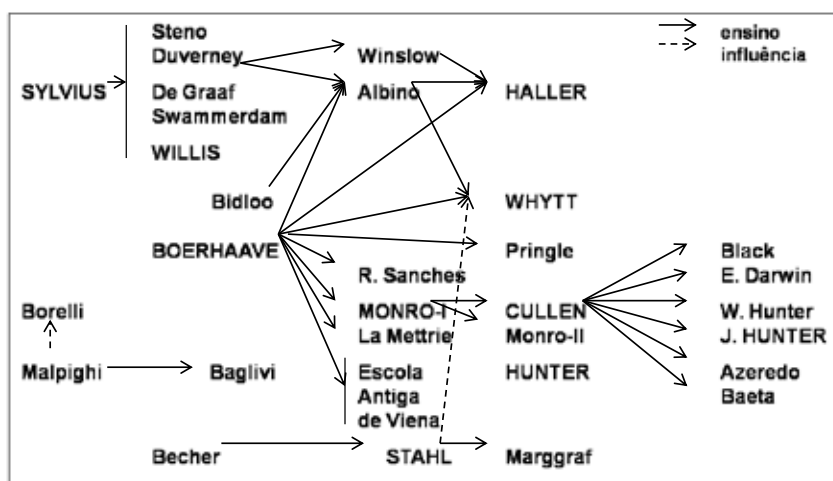 Steno
ensino
Duverney Winslow
influência
SYLVIUS De Graaf Albino HALLER
Swammerdam
WILLIS
Bidloo WHYTT
BOERHAAVE Pringle Black
R. Sanches E. Darwin
Borelli MONRO-I CULLEN W. Hunter
La Mettrie Monro-II J. HUNTER
Malpighi Baglivi Escola HUNTER Azeredo
Antiga Baeta
de Viena
Becher STAHL Marggraf